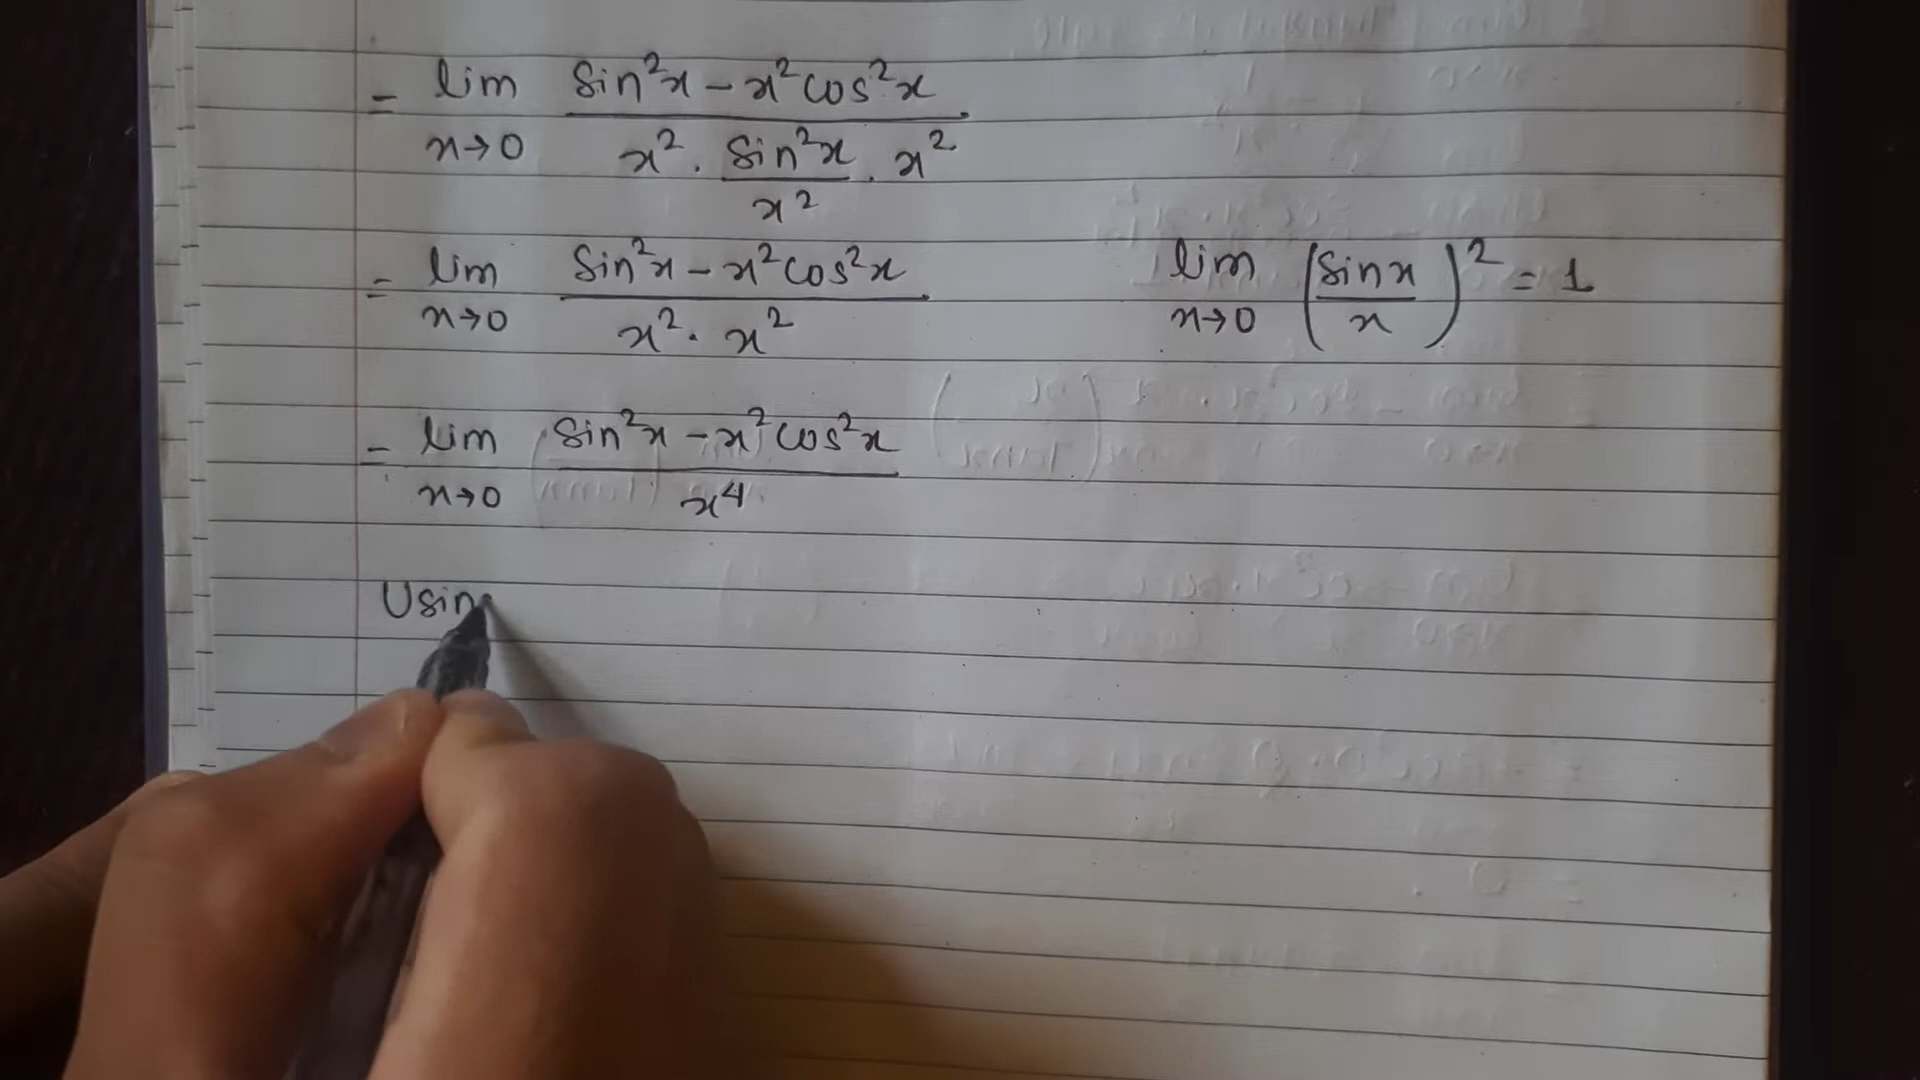 = lim x→0 (sin²x − x²cos²x) / (x² · sin²x/x² · x²)
= lim x→0 (sin²x − x²cos²x) / (x² · x²)
lim x→0 (sin x / x)² = 1
= lim x→0 (sin²x − x²cos²x) / x⁴
Usin